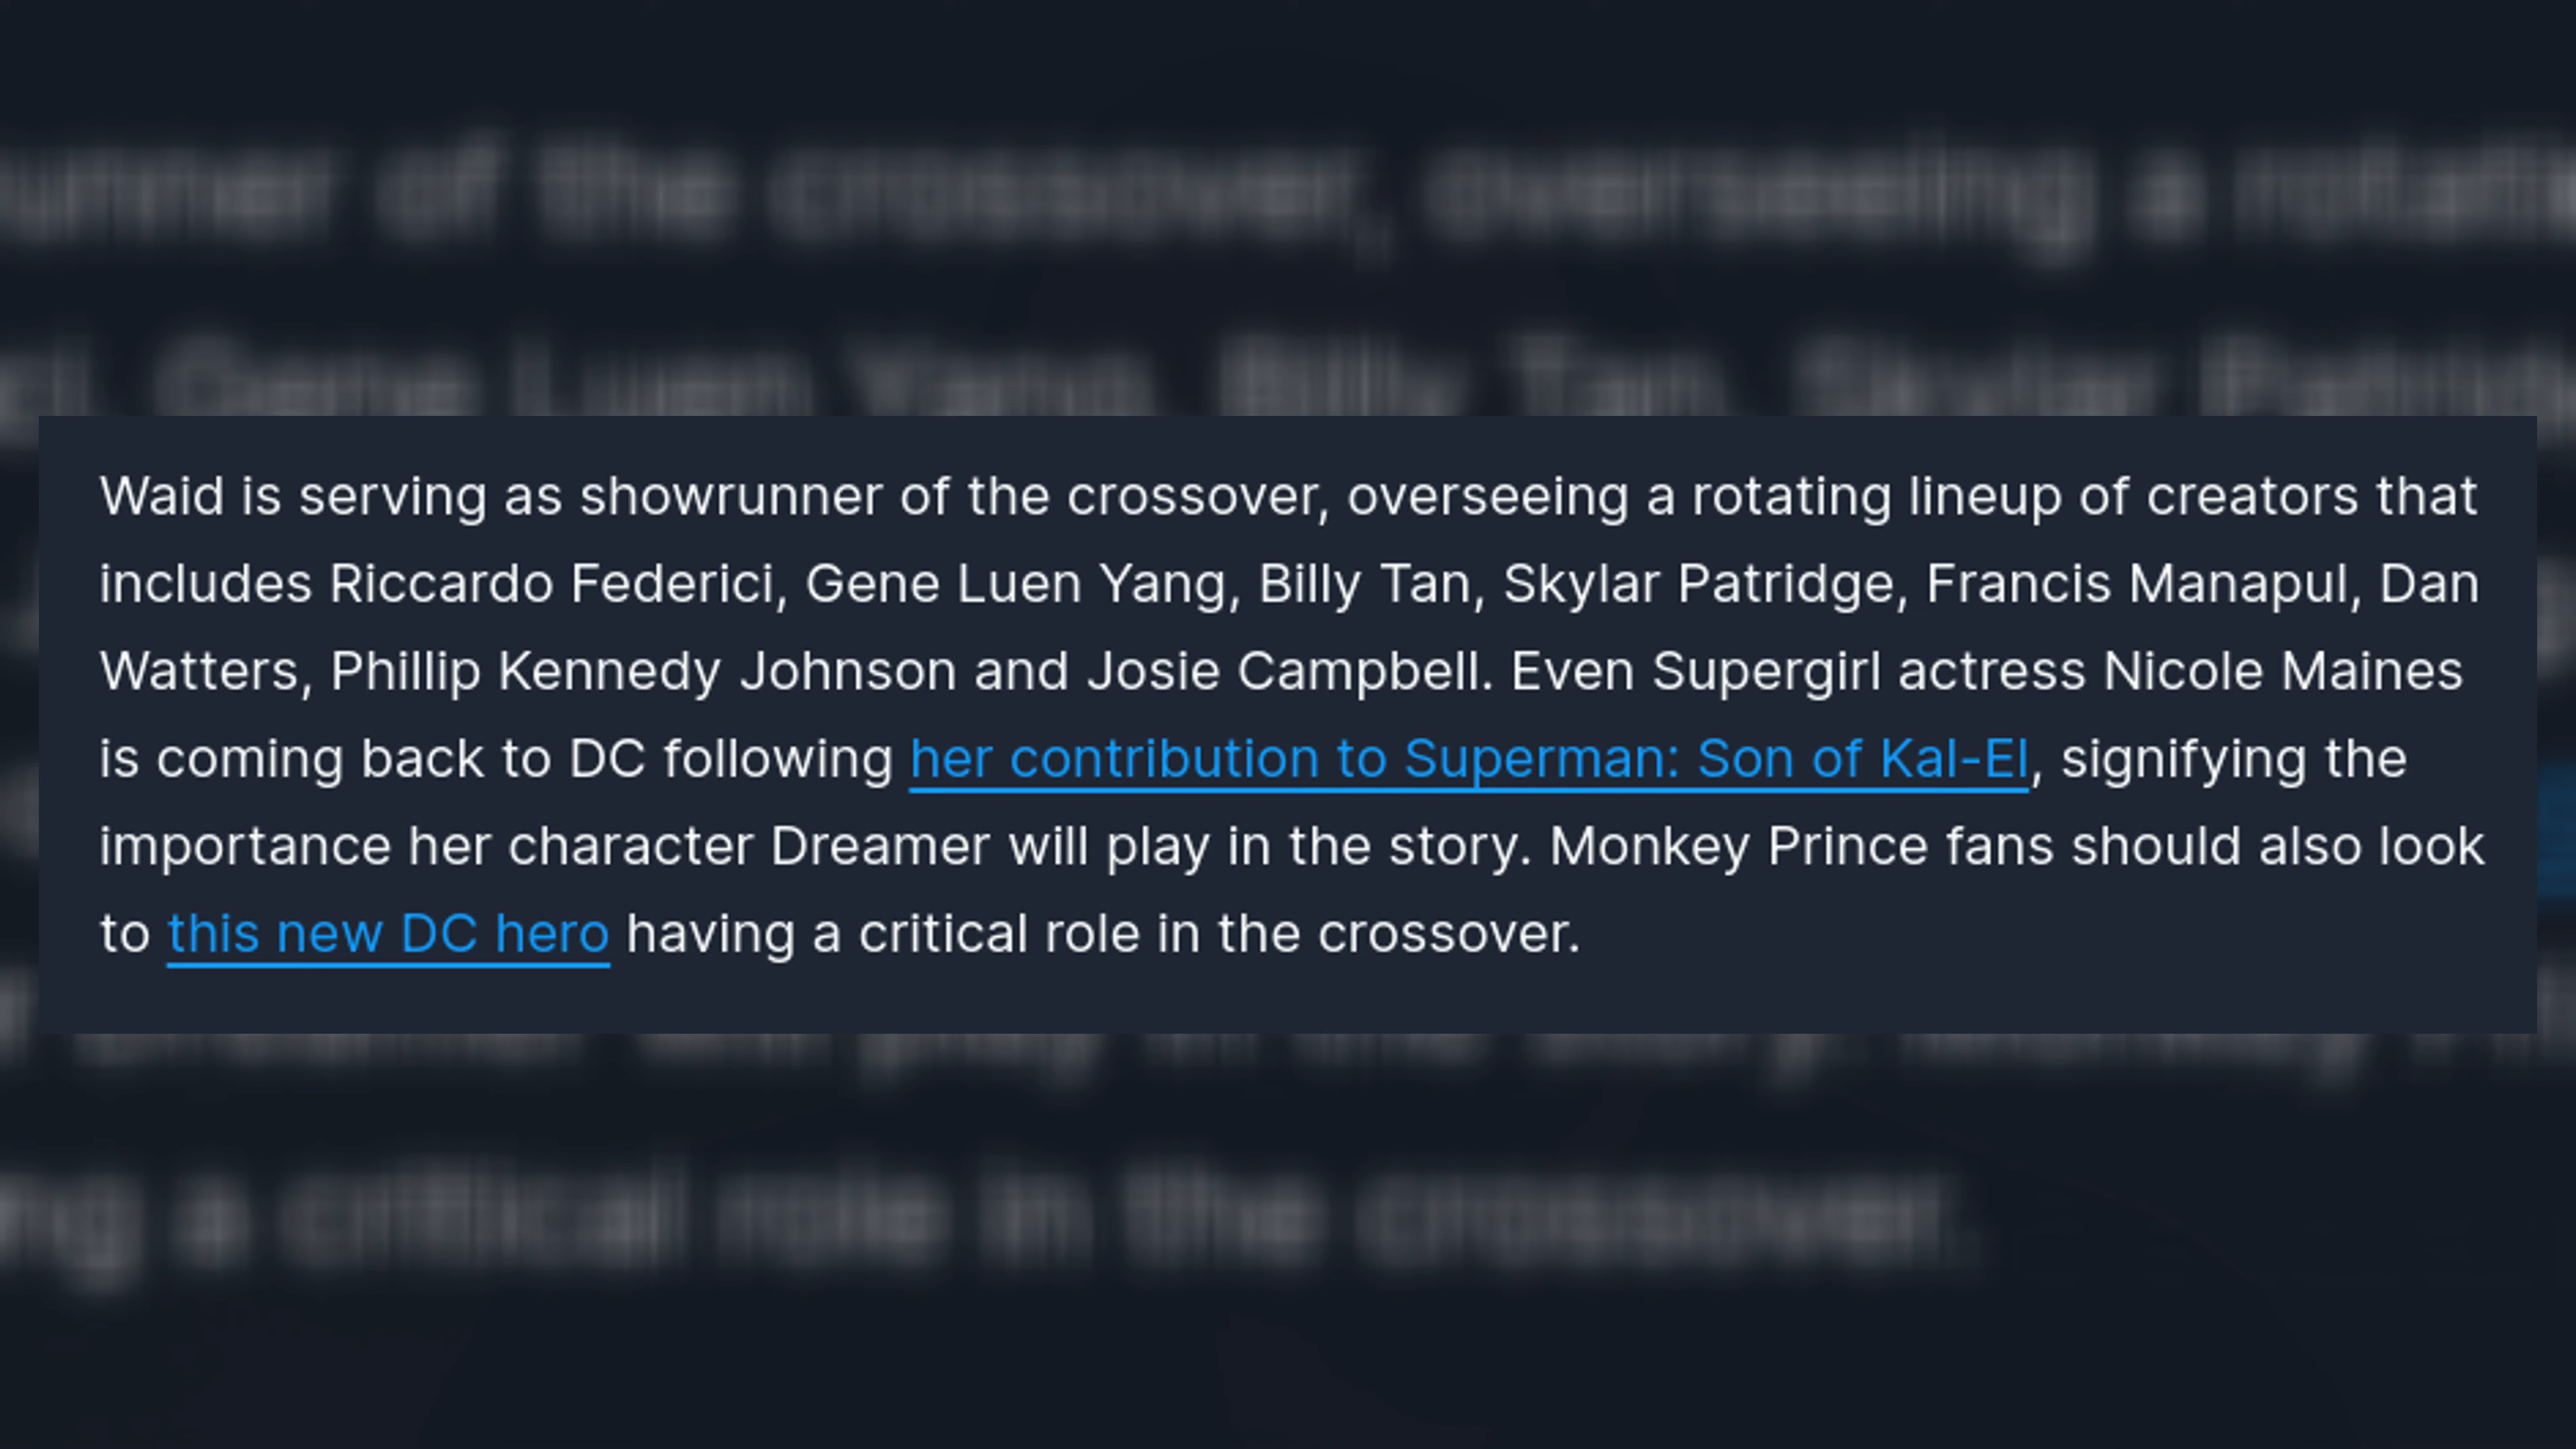 Waid is serving as showrunner of the crossover, overseeing a rotating lineup of creators that
includes Riccardo Federici, Gene Luen Yang, Billy Tan, Skylar Patridge, Francis Manapul, Dan
Watters, Phillip Kennedy Johnson and Josie Campbell. Even Supergirl actress Nicole Maines
is coming back to DC following her contribution to Superman: Son of Kal-El, signifying the
importance her character Dreamer will play in the story. Monkey Prince fans should also look
to this new DC hero having a critical role in the crossover.